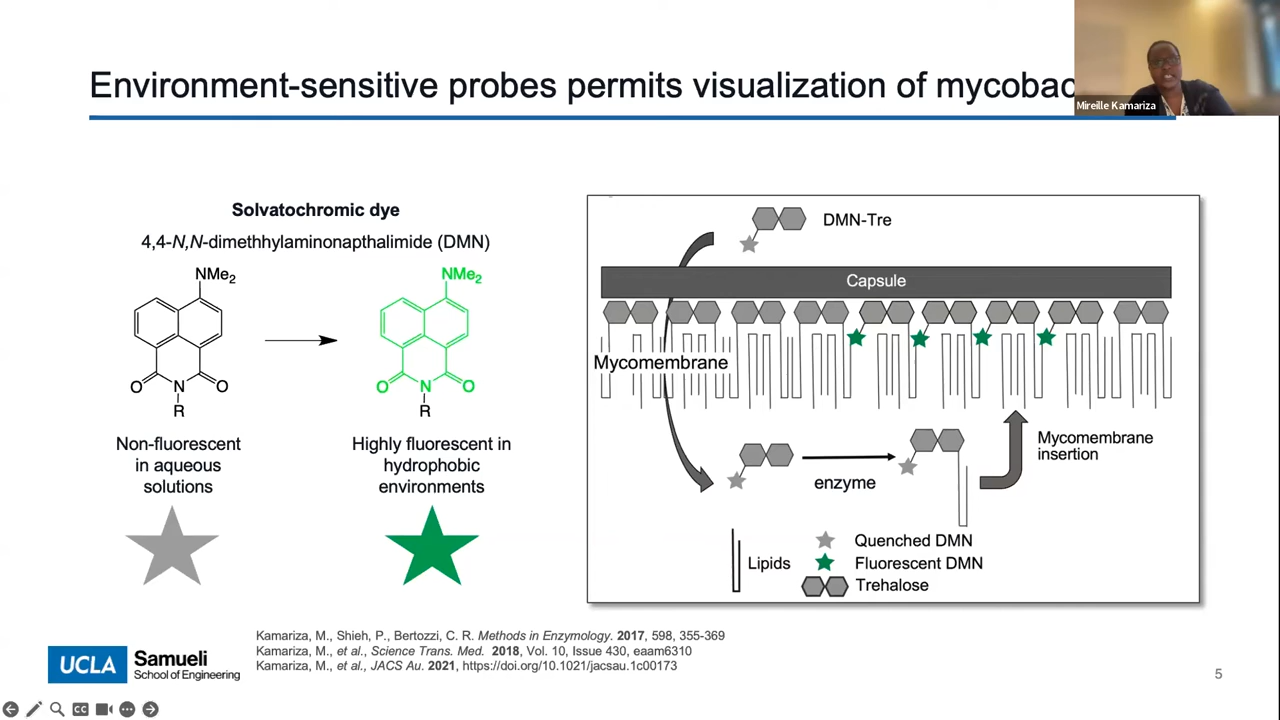 Environment-sensitive probes permits visualization of mycobac
Mireille Kamariza
Solvatochromic dye
4,4-N,N-dimethhylaminonapthalimide (DMN)
NMe2
O
N
O
R
NMe2
O
N
O
R
Non-fluorescent
in aqueous
solutions
Highly fluorescent in
hydrophobic
environments
DMN-Tre
Capsule
Mycomembrane
enzyme
Mycomembrane
insertion
Lipids
Quenched DMN
Fluorescent DMN
Trehalose
Kamariza, M., Shieh, P., Bertozzi, C. R. Methods in Enzymology. 2017, 598, 355-369
Kamariza, M., et al., Science Trans. Med. 2018, Vol. 10, Issue 430, eaam6310
Kamariza, M., et al., JACS Au. 2021, https://doi.org/10.1021/jacsau.1c00173
UCLA
Samueli
School of Engineering
5
CC